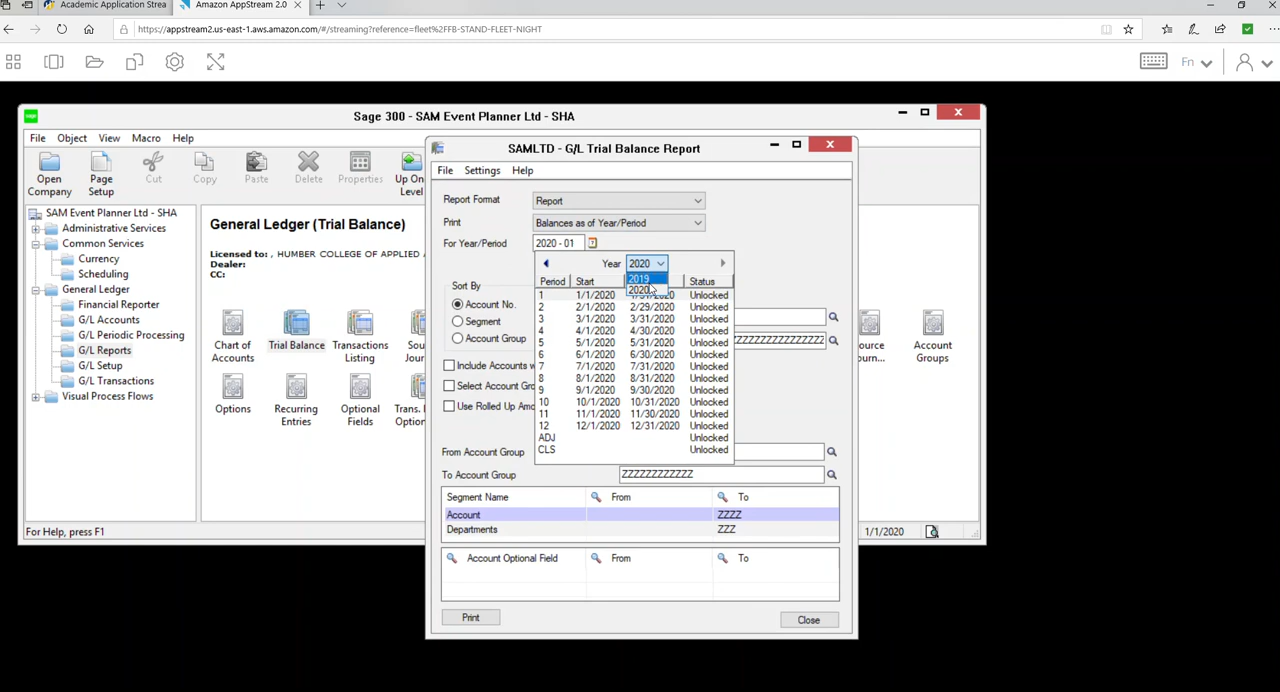 Academic Application Strea
Amazon AppStream 2.0
https://appstream2.us-east-1.aws.amazon.com/#/streaming?reference=fleet%2FFB-STAND-FLEET-NIGHT
Fn
sage
Sage 300 - SAM Event Planner Ltd - SHA
File Object View Macro Help
Open Company
Page Setup
Cut
Copy
Paste
Delete
Properties
Up On Level
SAM Event Planner Ltd - SHA
Administrative Services
Common Services
Currency
Scheduling
General Ledger
Financial Reporter
G/L Accounts
G/L Periodic Processing
G/L Reports
G/L Setup
G/L Transactions
Visual Process Flows
General Ledger (Trial Balance)
Licensed to: , HUMBER COLLEGE OF APPLIED
Dealer:
CC:
Chart of Accounts
Trial Balance
Transactions Listing
Sou Jour
Options
Recurring Entries
Optional Fields
Trans. Option
ource ourn...
Account Groups
For Help, press F1
1/1/2020
SAMLTD - G/L Trial Balance Report
File Settings Help
Report Format Report
Print Balances as of Year/Period
For Year/Period 2020 - 01
Year 2020
2019
2020
Period Start Status
1 1/1/2020 1/31/2020 Unlocked
2 2/1/2020 2/29/2020 Unlocked
3 3/1/2020 3/31/2020 Unlocked
4 4/1/2020 4/30/2020 Unlocked
5 5/1/2020 5/31/2020 Unlocked
6 6/1/2020 6/30/2020 Unlocked
7 7/1/2020 7/31/2020 Unlocked
8 8/1/2020 8/31/2020 Unlocked
9 9/1/2020 9/30/2020 Unlocked
10 10/1/2020 10/31/2020 Unlocked
11 11/1/2020 11/30/2020 Unlocked
12 12/1/2020 12/31/2020 Unlocked
ADJ Unlocked
CLS Unlocked
Sort By
Account No.
Segment
Account Group
Include Accounts w
Select Account Gro
Use Rolled Up Amo
From Account Group
To Account Group ZZZZZZZZZZZZ
Segment Name From To
Account ZZZZ
Departments ZZZ
Account Optional Field From To
Print Close